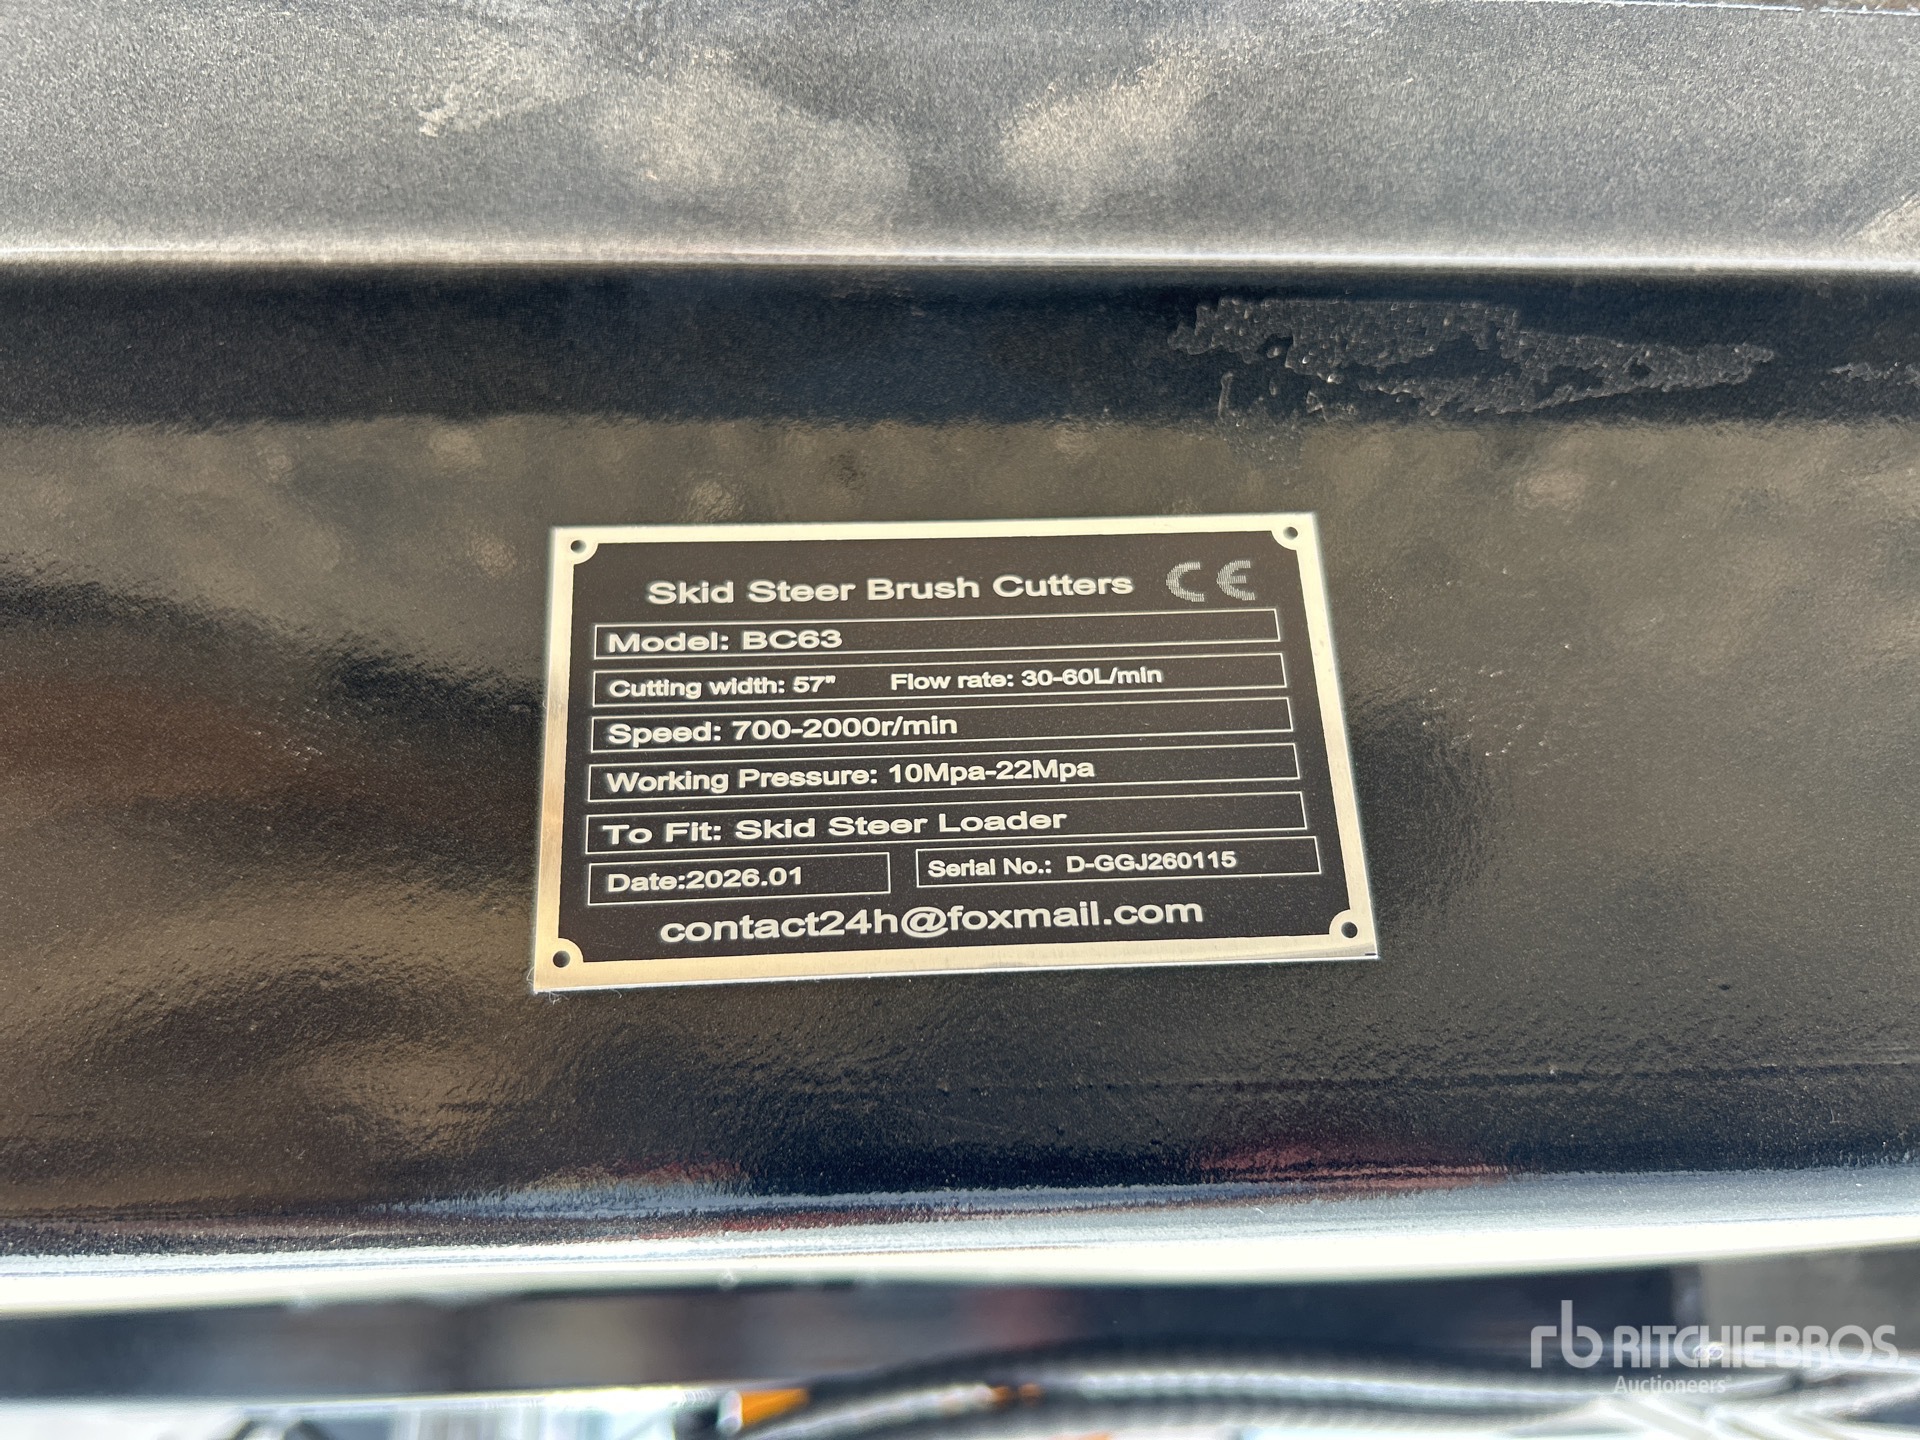 Skid Steer Brush Cutters CE
Model: BC63
Cutting width: 57" Flow rate: 30-60L/min
Speed: 700-2000r/min
Working Pressure: 10Mpa-22Mpa
To Fit: Skid Steer Loader
Date:2026.01 Serial No.: D-GGJ260115
contact24h@foxmail.com
rb RITCHIE BROS.
Auctioneers